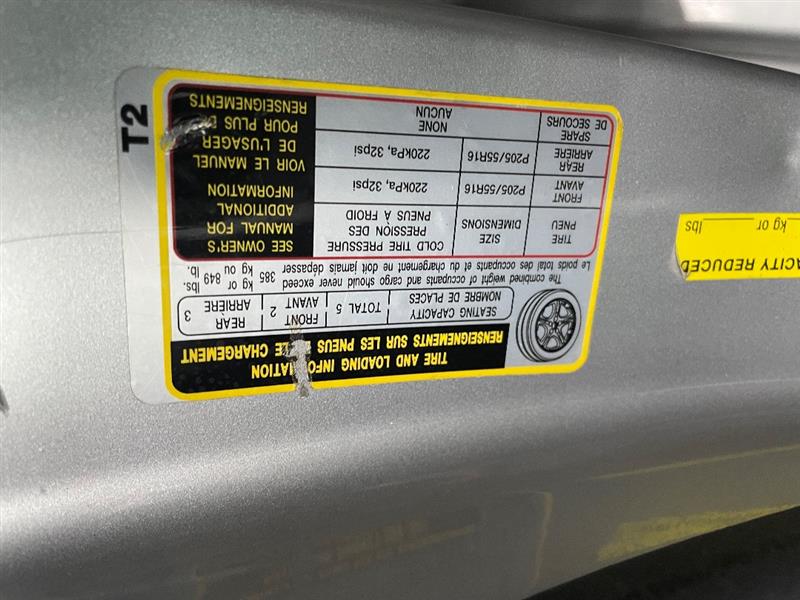 TIRE AND LOADING INFORMATION
RENSEIGNEMENTS SUR LES PNEUS LE CHARGEMENT
SEATING CAPACITY
NOMBRE DE PLACES
TOTAL 5
FRONT
AVANT
2
REAR
ARRIÈRE
3
The combined weight of occupants and cargo should never exceed 385 kg or 849 lbs.
Le poids total des occupants et du chargement ne doit jamais dépasser 385 kg ou 849 lb.
TIRE
PNEU
SIZE
DIMENSIONS
COLD TIRE PRESSURE
PRESSION DES
PNEUS A FROID
FRONT
AVANT
P205/55R16
220kPa, 32psi
REAR
ARRIÈRE
P205/55R16
220kPa, 32psi
SPARE
DE SECOURS
NONE
AUCUN
SEE OWNER'S
MANUAL FOR
ADDITIONAL
INFORMATION
VOIR LE MANUEL
DE L'USAGER
POUR PLUS
RENSEIGNEMENTS
T2
ACITY REDUCED
kg or lbs